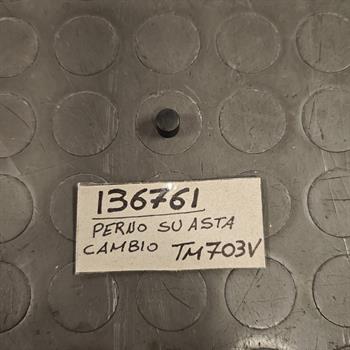 136761
PERNO SU ASTA
CAMBIO TM703V